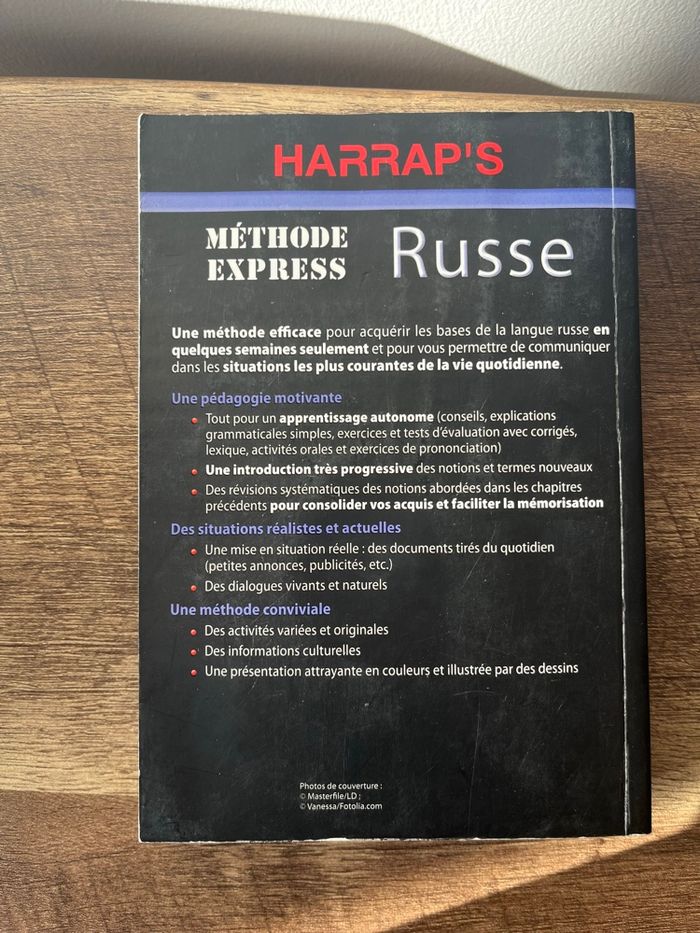 HARRAP'S
MÉTHODE
EXPRESS
Russe
Une méthode efficace pour acquérir les bases de la langue russe en
quelques semaines seulement et pour vous permettre de communiquer
dans les situations les plus courantes de la vie quotidienne.
Une pédagogie motivante
• Tout pour un apprentissage autonome (conseils, explications
grammaticales simples, exercices et tests d'évaluation avec corrigés,
lexique, activités orales et exercices de prononciation)
• Une introduction très progressive des notions et termes nouveaux
• Des révisions systématiques des notions abordées dans les chapitres
précédents pour consolider vos acquis et faciliter la mémorisation
Des situations réalistes et actuelles
• Une mise en situation réelle : des documents tirés du quotidien
(petites annonces, publicités, etc.)
• Des dialogues vivants et naturels
Une méthode conviviale
• Des activités variées et originales
• Des informations culturelles
• Une présentation attrayante en couleurs et illustrée par des dessins
Photos de couverture :
© Masterfile/LD ;
© Vanessa/Fotolia.com